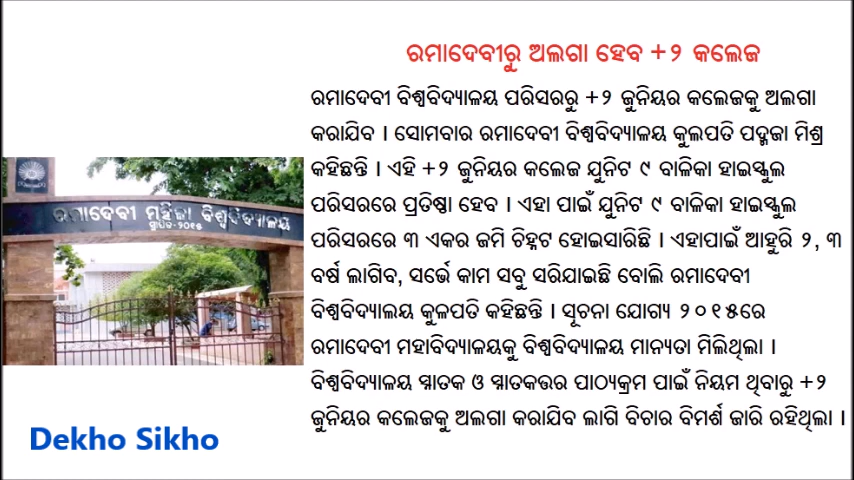 ରମାଦେବୀରୁ ଅଲଗା ହେବ +୨ କଲେଜ
ରମାଦେବୀ ବିଶ୍ୱବିଦ୍ୟାଳୟ ପରିସରରୁ +୨ ଜୁନିୟର କଲେଜକୁ ଅଲଗା
କରାଯିବ । ସୋମବାର ରମାଦେବୀ ବିଶ୍ୱବିଦ୍ୟାଳୟ କୁଲପତି ପଦ୍ମଜା ମିଶ୍ର
କହିଛନ୍ତି । ଏହି +୨ ଜୁନିୟର କଲେଜ ଯୁନିଟ ୯ ବାଳିକା ହାଇସ୍କୁଲ
ପରିସରରେ ପ୍ରତିଷ୍ଠା ହେବ । ଏହା ପାଇଁ ଯୁନିଟ ୯ ବାଳିକା ହାଇସ୍କୁଲ
ପରିସରରେ ୩ ଏକର ଜମି ଚିହ୍ନଟ ହୋଇସାରିଛି । ଏହାପାଇଁ ଆହୁରି ୨, ୩
ବର୍ଷ ଲାଗିବ, ସର୍ଭେ କାମ ସବୁ ସରିଯାଇଛି ବୋଲି ରମାଦେବୀ
ବିଶ୍ୱବିଦ୍ୟାଲୟ କୁଳପତି କହିଛନ୍ତି । ସୂଚନା ଯୋଗ୍ୟ ୨୦୧୫ରେ
ରମାଦେବୀ ମହାବିଦ୍ୟାଳୟକୁ ବିଶ୍ୱବିଦ୍ୟାଳୟ ମାନ୍ୟତା ମିଲିଥିଲା ।
ବିଶ୍ୱବିଦ୍ୟାଳୟ ସ୍ନାତକ ଓ ସ୍ନାତକଉର ପାଠ୍ୟକ୍ରମ ପାଇଁ ନିୟମ ଥିବାରୁ +୨
ଜୁନିୟର କଲେଜକୁ ଅଲଗା କରାଯିବ ଲାଗି ବିଚାର ବିମର୍ଶ ଜାରି ରହିଥିଲା ।
ରମାଦେବୀ ମହିଳା ବିଶ୍ୱବିଦ୍ୟାଳୟ
ସ୍ଥାପିତ-୨୦୧୫
Dekho Sikho